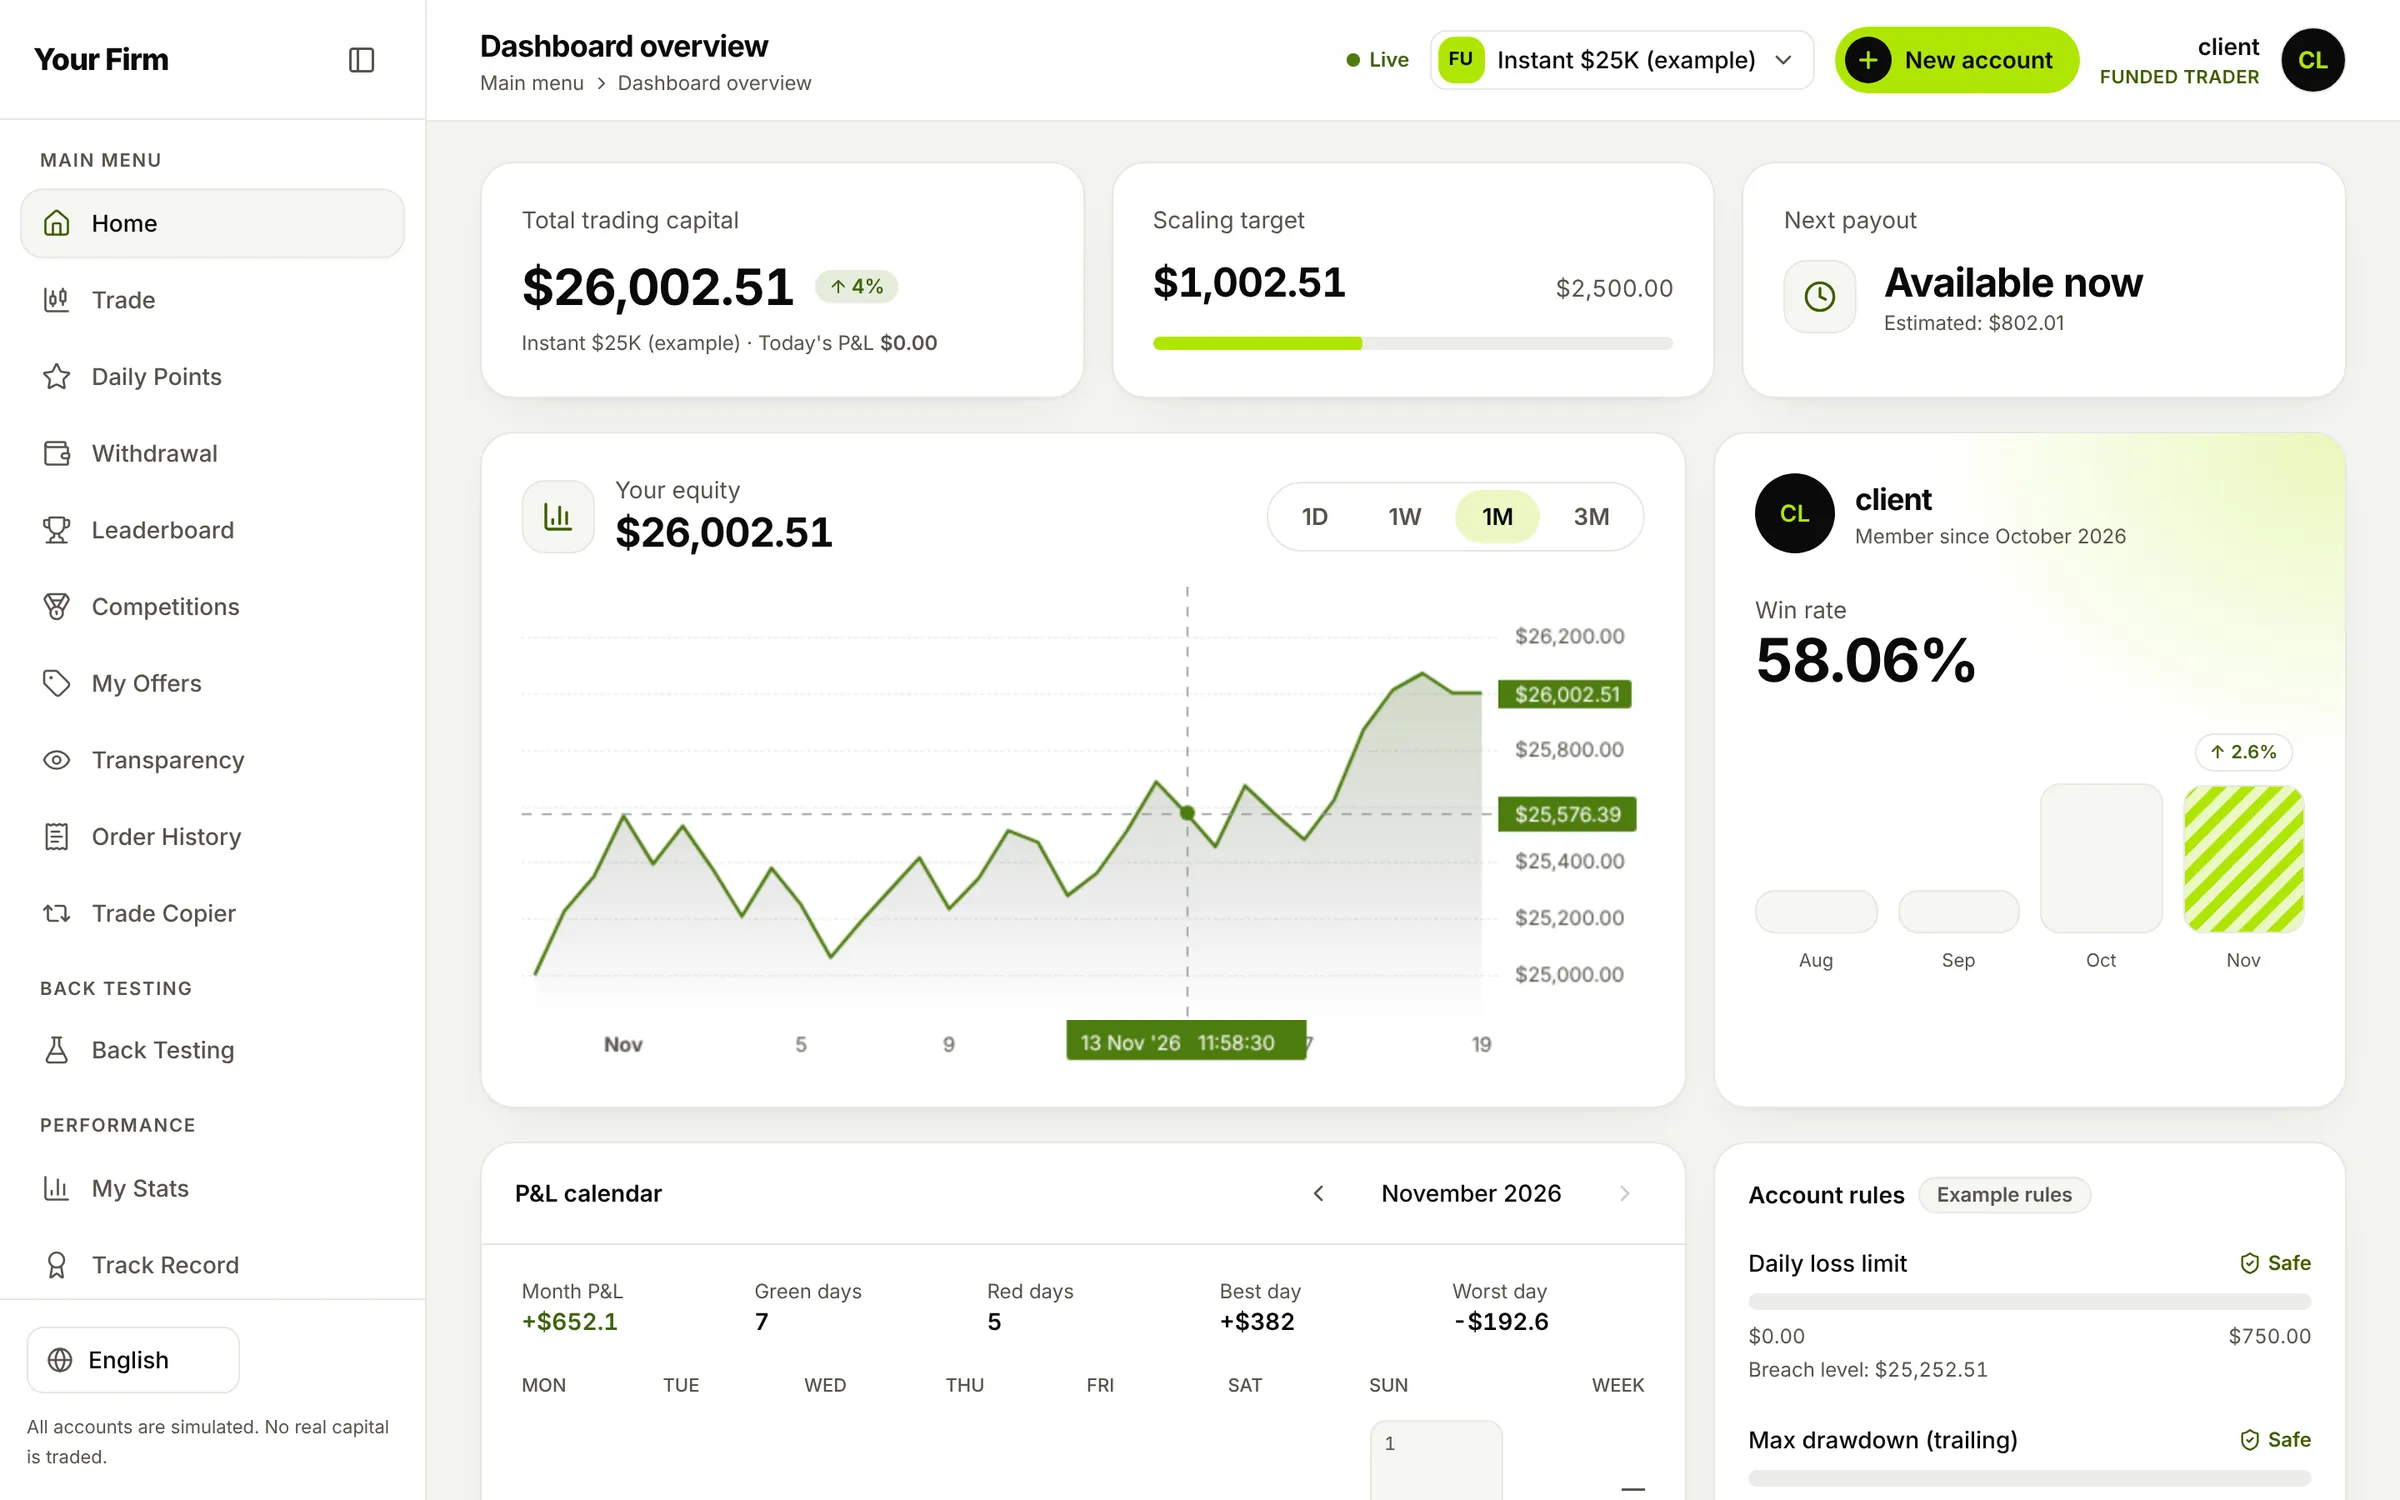 Your Firm
MAIN MENU
Home
Trade
Daily Points
Withdrawal
Leaderboard
Competitions
My Offers
Transparency
Order History
Trade Copier
BACK TESTING
Back Testing
PERFORMANCE
My Stats
Track Record
English
All accounts are simulated. No real capital
is traded.
Dashboard overview
Main menu > Dashboard overview
Live
FU Instant $25K (example)
New account
client
FUNDED TRADER
CL
Total trading capital
$26,002.51 ↑ 4%
Instant $25K (example) · Today's P&L $0.00
Scaling target
$1,002.51 $2,500.00
Next payout
Available now
Estimated: $802.01
Your equity
$26,002.51
1D 1W 1M 3M
$26,200.00
$26,002.51
$25,800.00
$25,576.39
$25,400.00
$25,200.00
$25,000.00
Nov 5 9 13 Nov '26 11:58:30 7 19
CL
client
Member since October 2026
Win rate
58.06%
↑ 2.6%
Aug Sep Oct Nov
P&L calendar
November 2026
Month P&L Green days Red days Best day Worst day
+$652.1 7 5 +$382 -$192.6
MON TUE WED THU FRI SAT SUN WEEK
1
—
Account rules Example rules
Daily loss limit Safe
$0.00 $750.00
Breach level: $25,252.51
Max drawdown (trailing) Safe